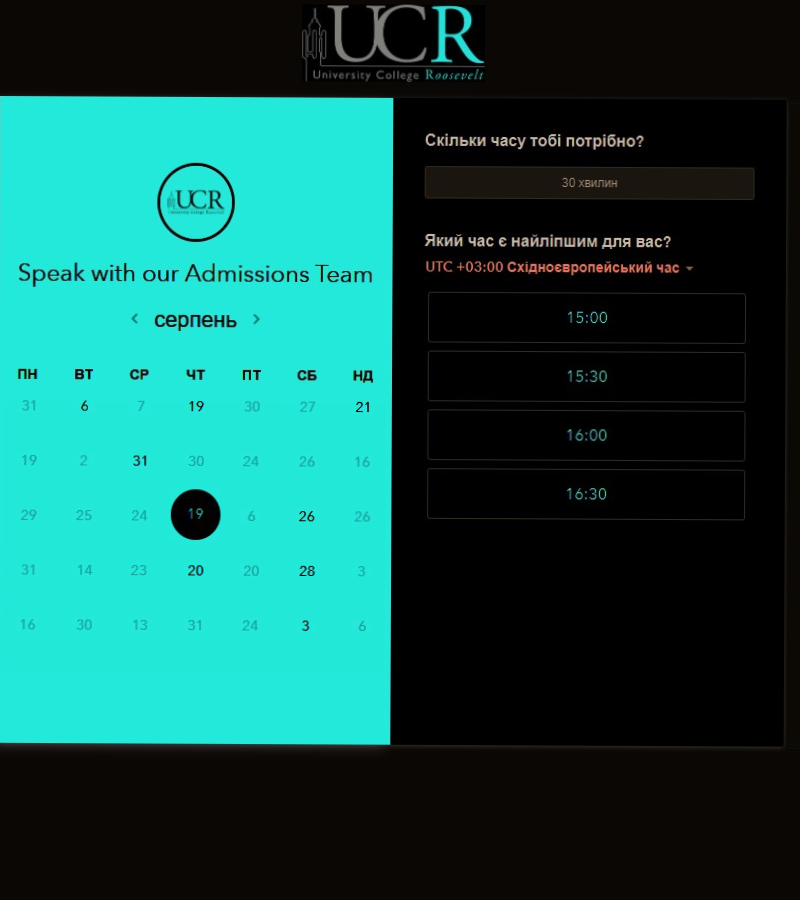 UCR
University College Roosevelt
UCR
University College Roosevelt
Speak with our Admissions Team
серпень
ПН ВТ СР ЧТ ПТ СБ НД
31 6 7 19 30 27 21
19 2 31 30 24 26 16
29 25 24 19 6 26 26
31 14 23 20 20 28 3
16 30 13 31 24 3 6
Скільки часу тобі потрібно?
30 хвилин
Який час є найліпшим для вас?
UTC +03:00 Східноєвропейський час
15:00
15:30
16:00
16:30